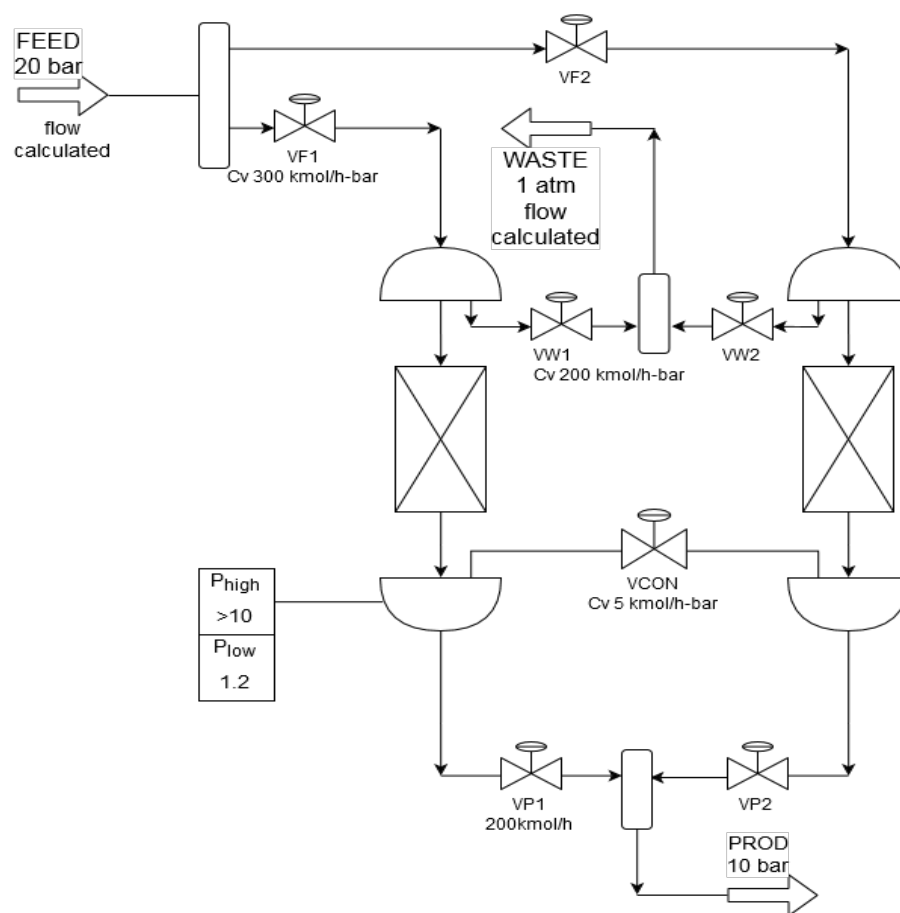 FEED
20 bar
flow
calculated
VF2
VF1
Cv 300 kmol/h-bar
WASTE
1 atm
flow
calculated
VW1
Cv 200 kmol/h-bar
VW2
Phigh
>10
Plow
1.2
VCON
Cv 5 kmol/h-bar
VP1
200kmol/h
VP2
PROD
10 bar